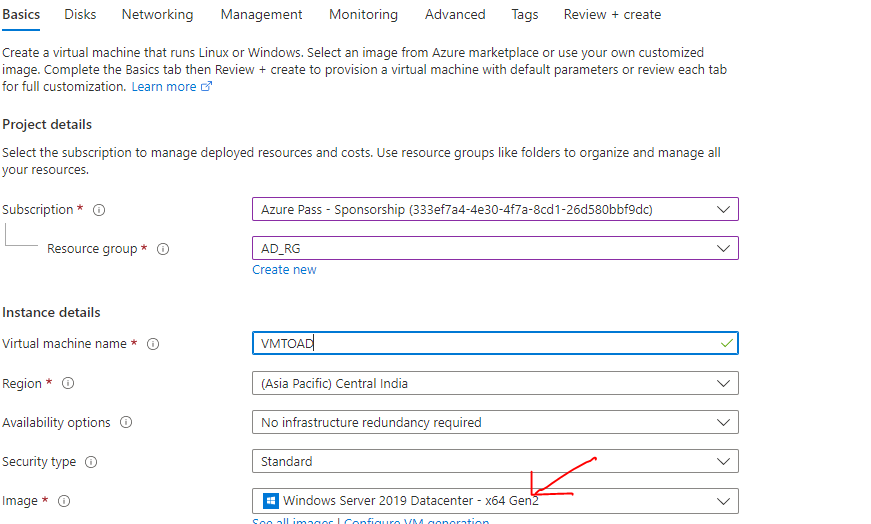 Basics Disks Networking Management Monitoring Advanced Tags Review + create
Create a virtual machine that runs Linux or Windows. Select an image from Azure marketplace or use your own customized
image. Complete the Basics tab then Review + create to provision a virtual machine with default parameters or review each tab
for full customization. Learn more
Project details
Select the subscription to manage deployed resources and costs. Use resource groups like folders to organize and manage all
your resources.
Subscription * Azure Pass - Sponsorship (333ef7a4-4e30-4f7a-8cd1-26d580bbf9dc)
Resource group * AD_RG
Create new
Instance details
Virtual machine name * VMTOAD
Region * (Asia Pacific) Central India
Availability options No infrastructure redundancy required
Security type Standard
Image * Windows Server 2019 Datacenter - x64 Gen2
See all images | Configure VM generation